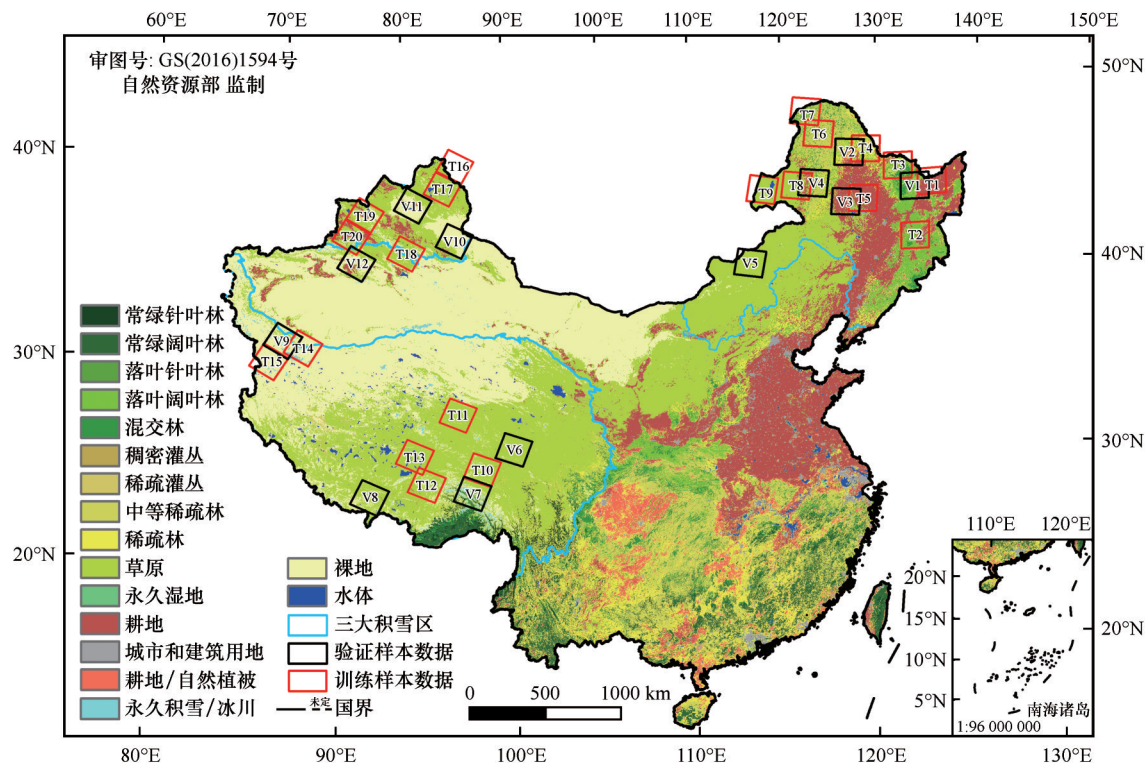 60°E 70°E 80°E 90°E 100°E 110°E 120°E 130°E 140°E 150°E
审图号: GS(2016)1594号
自然资源部 监制
50°N
40°N
40°N
30°N
30°N
20°N
20°N
T7
T6
V2
T4
T3
V1
T1
T9
T8
V4
V3
T5
T2
V5
T16
T17
V11
T19
V10
T20
T18
V12
V9
T14
T15
T11
V6
T13
T10
T12
V7
V8
常绿针叶林
常绿阔叶林
落叶针叶林
落叶阔叶林
混交林
稠密灌丛
稀疏灌丛
中等稀疏林
稀疏林
草原
永久湿地
耕地
城市和建筑用地
耕地/自然植被
永久积雪/冰川
裸地
水体
三大积雪区
验证样本数据
训练样本数据
未定
国界
0 500 1000 km
110°E 120°E
20°N
15°N
10°N
5°N
南海诸岛
1:96 000 000
80°E 90°E 100°E 110°E 120°E 130°E